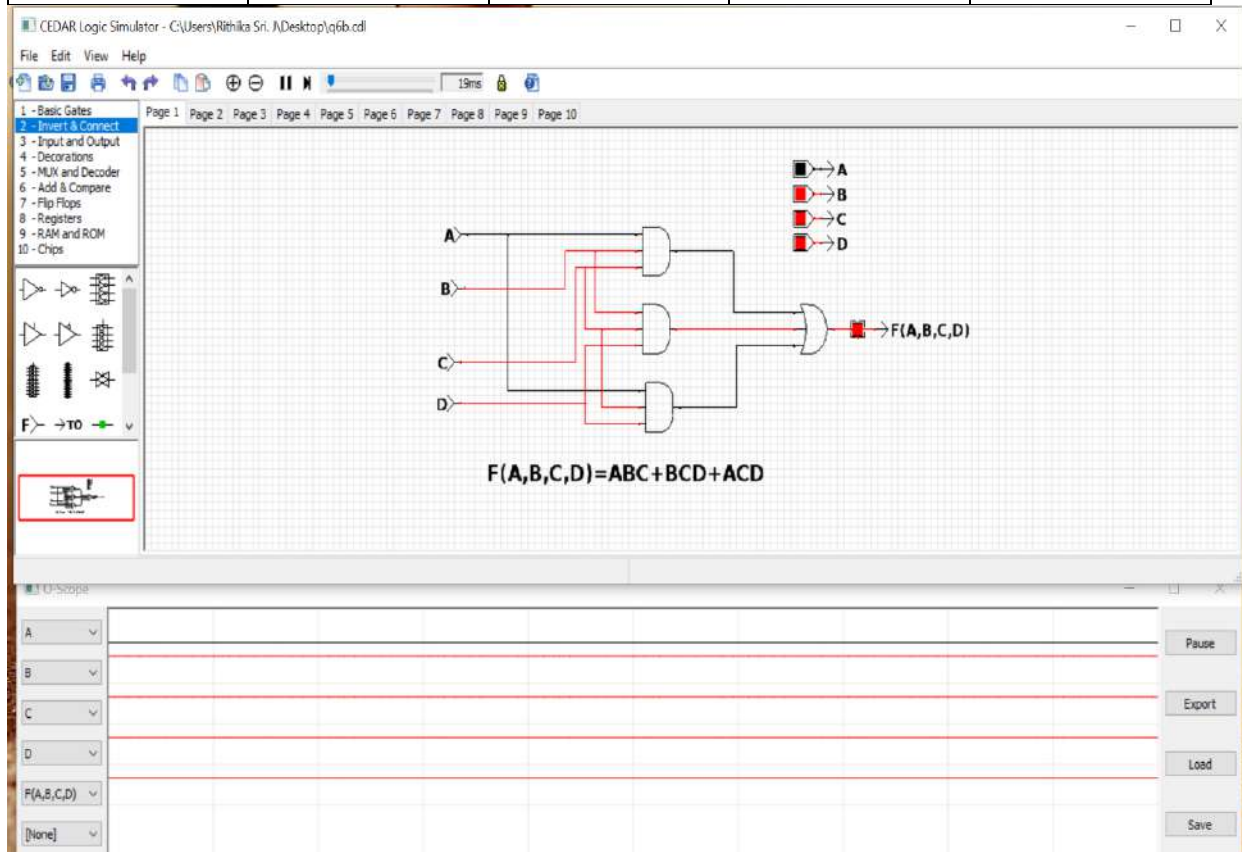 CEDAR Logic Simulator - C:\Users\Rithika Sri. J\Desktop\q6b.cdl
File Edit View Help
19ms
1 - Basic Gates
2 - Invert & Connect
3 - Input and Output
4 - Decorations
5 - MUX and Decoder
6 - Add & Compare
7 - Flip Flops
8 - Registers
9 - RAM and ROM
10 - Chips
Page 1 Page 2 Page 3 Page 4 Page 5 Page 6 Page 7 Page 8 Page 9 Page 10
A
B
C
D
A
B
C
D
F(A,B,C,D)
F(A,B,C,D)=ABC+BCD+ACD
F TO
O-Scope
A
B
C
D
F(A,B,C,D)
[None]
Pause
Export
Load
Save